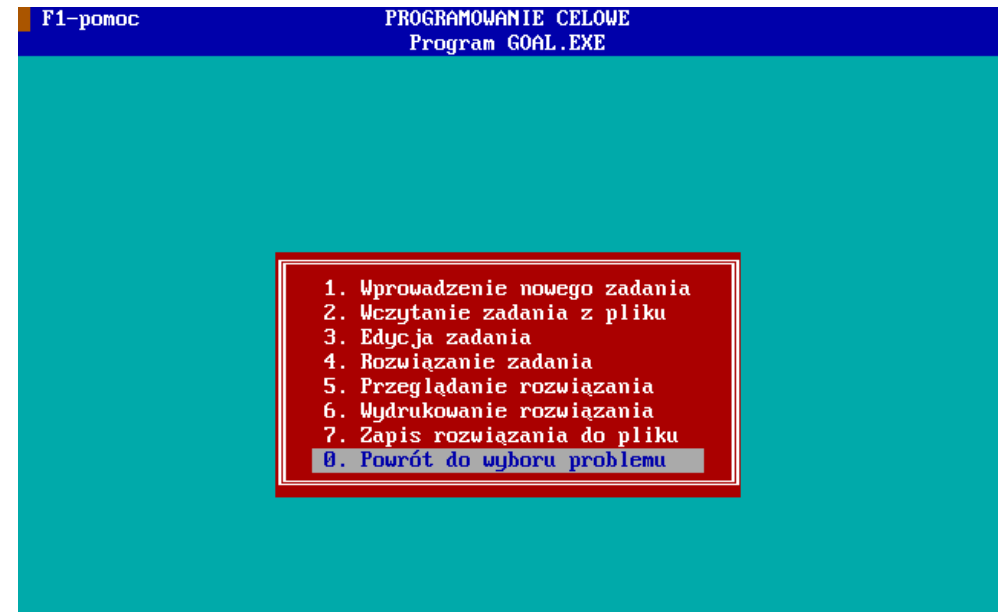 F1-pomoc PROGRAMOWANIE CELOWE
Program GOAL.EXE
1. Wprowadzenie nowego zadania
2. Wczytanie zadania z pliku
3. Edycja zadania
4. Rozwiązanie zadania
5. Przeglądanie rozwiązania
6. Wydrukowanie rozwiązania
7. Zapis rozwiązania do pliku
0. Powrót do wyboru problemu